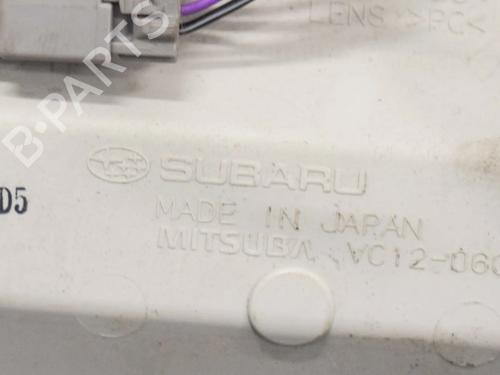 LENS >PC<
B-PARTS
SUBARU
D5
MADE IN JAPAN
MITSUBA VC12-060